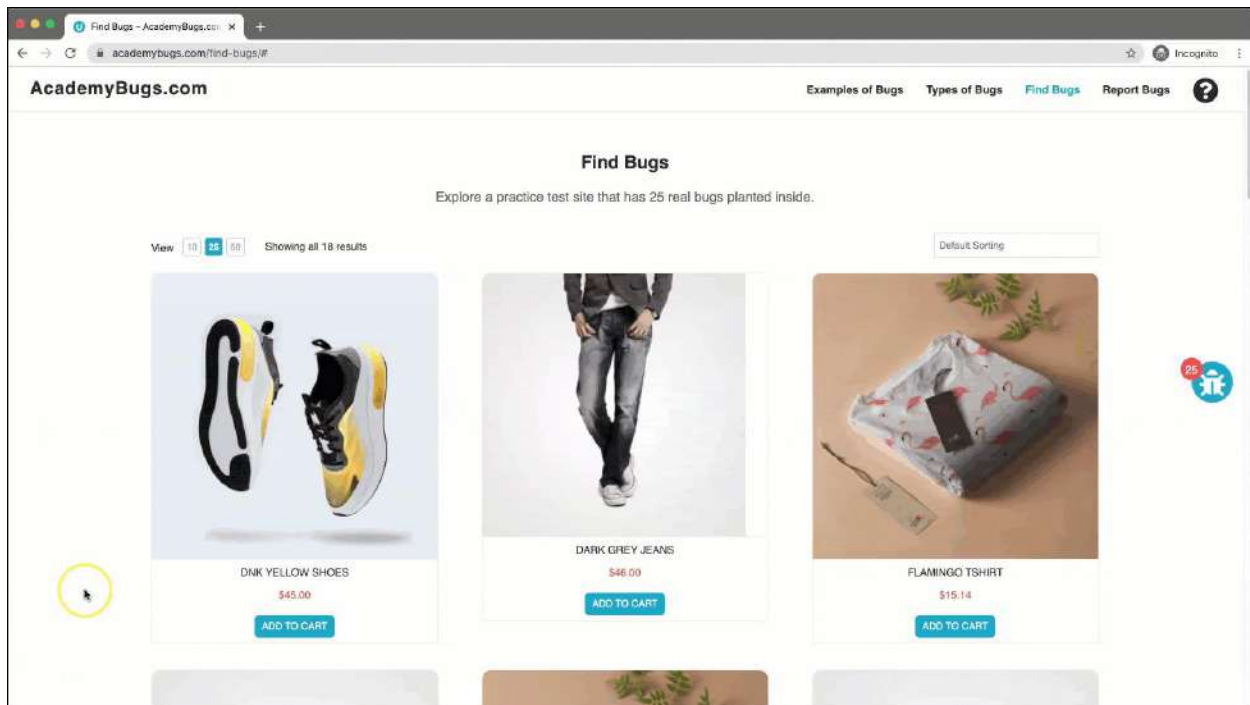 Find Bugs – AcademyBugs.com
academybugs.com/find-bugs/#
Incognito
AcademyBugs.com
Examples of Bugs
Types of Bugs
Find Bugs
Report Bugs
?
Find Bugs
Explore a practice test site that has 25 real bugs planted inside.
View 10 25 50 Showing all 18 results
Default Sorting
25
DNK YELLOW SHOES
$45.00
ADD TO CART
DARK GREY JEANS
$46.00
ADD TO CART
FLAMINGO TSHIRT
$15.14
ADD TO CART